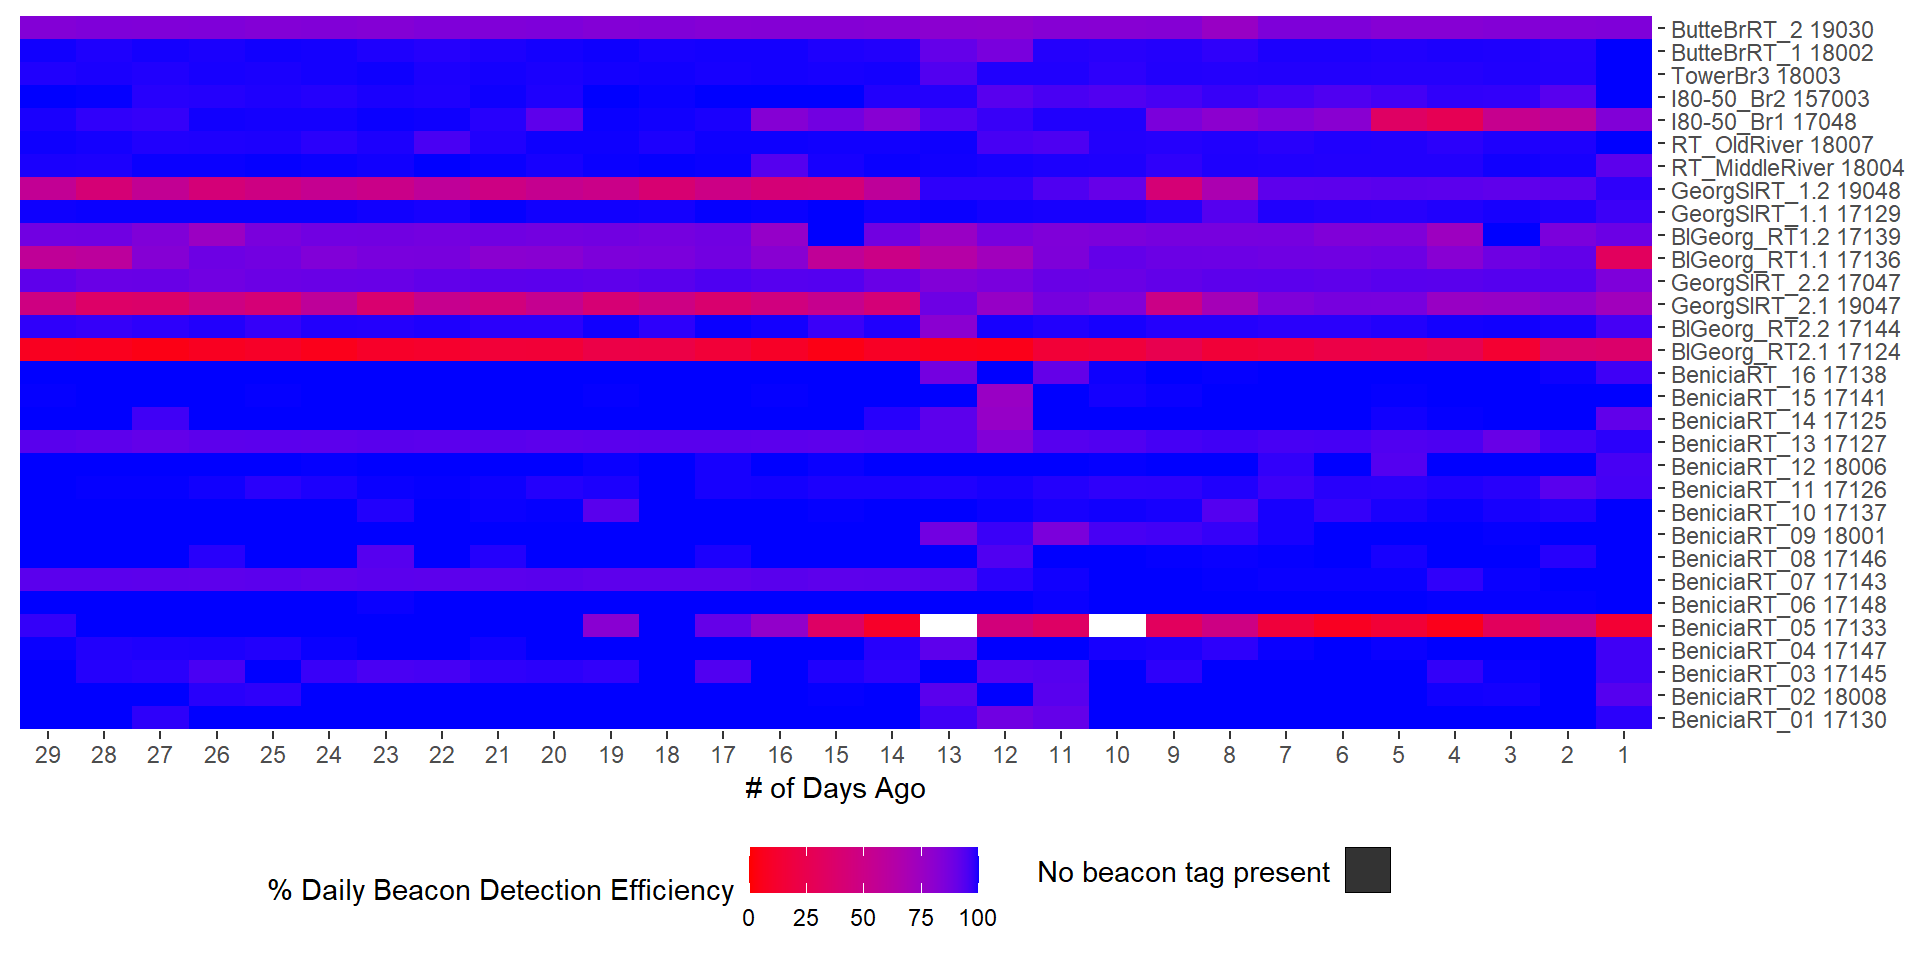 ButteBrRT_2 19030
ButteBrRT_1 18002
TowerBr3 18003
I80-50_Br2 157003
I80-50_Br1 17048
RT_OldRiver 18007
RT_MiddleRiver 18004
GeorgSlRT_1.2 19048
GeorgSlRT_1.1 17129
BlGeorg_RT1.2 17139
BlGeorg_RT1.1 17136
GeorgSlRT_2.2 17047
GeorgSlRT_2.1 19047
BlGeorg_RT2.2 17144
BlGeorg_RT2.1 17124
BeniciaRT_16 17138
BeniciaRT_15 17141
BeniciaRT_14 17125
BeniciaRT_13 17127
BeniciaRT_12 18006
BeniciaRT_11 17126
BeniciaRT_10 17137
BeniciaRT_09 18001
BeniciaRT_08 17146
BeniciaRT_07 17143
BeniciaRT_06 17148
BeniciaRT_05 17133
BeniciaRT_04 17147
BeniciaRT_03 17145
BeniciaRT_02 18008
BeniciaRT_01 17130
29 28 27 26 25 24 23 22 21 20 19 18 17 16 15 14 13 12 11 10 9 8 7 6 5 4 3 2 1
# of Days Ago
% Daily Beacon Detection Efficiency
0 25 50 75 100
No beacon tag present